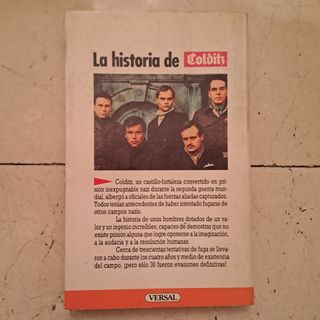 La historia de Colditz
Colditz, un castillo-fortaleza convertido en pri-
sión inexpugnable nazi durante la segunda guerra mun-
dial, albergó a oficiales de las fuerzas aliadas capturados.
Todos tenían antecedentes de haber intentado fugarse
de otros campos nazis.
La historia de unos hombres dotados de un va-
lor y un ingenio increíbles, capaces de demostrar que no
existe prisión alguna que logre oponerse a la imaginación,
a la audacia y a la resolución humanas.
Cerca de trescientas tentativas de fuga se lleva-
ron a cabo durante los cuatro años y medio de existencia
del campo, ¡pero sólo 30 fueron evasiones definitivas!
VERSAL